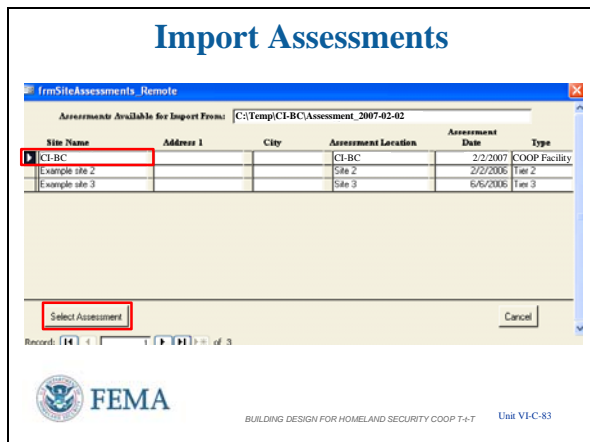 Import Assessments
frmSiteAssessments_Remote
Assessments Available for Import From: C:\Temp\CI-BC\Assessment_2007-02-02
Site Name Address 1 City Assessment Location Assessment Date Type
CI-BC CI-BC 2/2/2007 COOP Facility
Example site 2 Site 2 2/2/2006 Tier 2
Example site 3 Site 3 6/6/2006 Tier 3
Select Assessment Cancel
Record: 1 of 3
FEMA
BUILDING DESIGN FOR HOMELAND SECURITY COOP T-t-T Unit VI-C-83